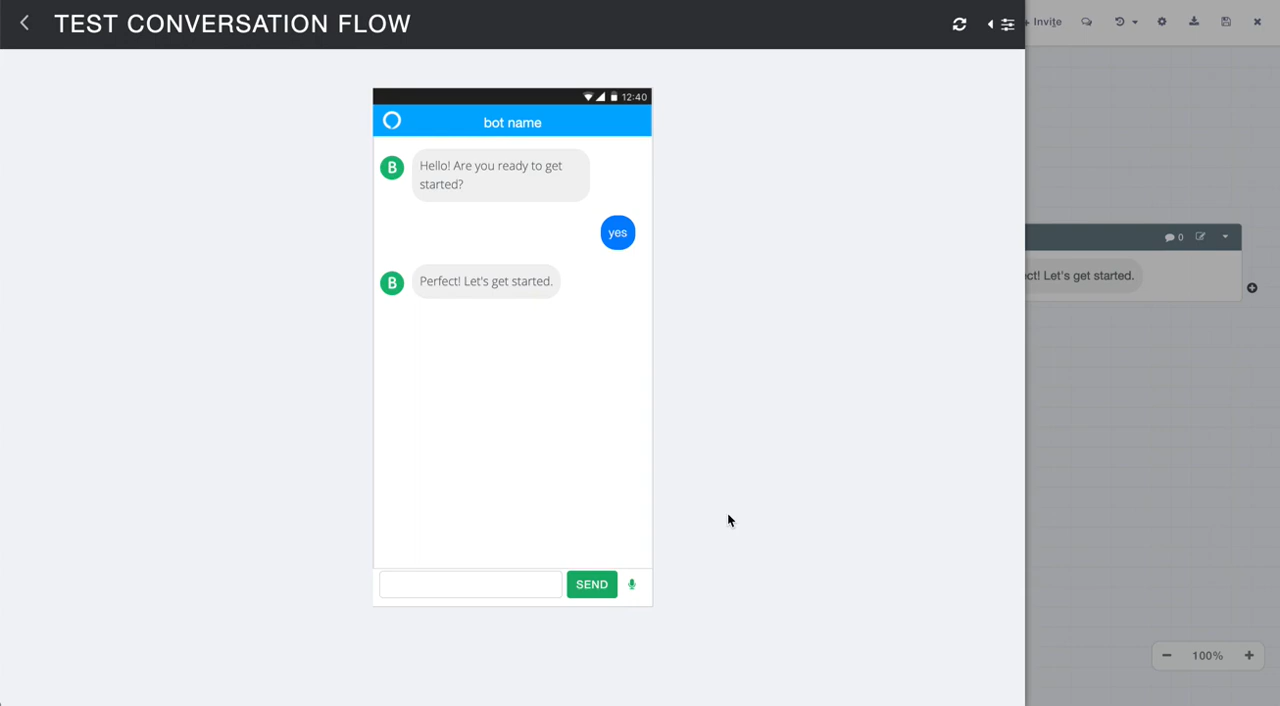 TEST CONVERSATION FLOW
Invite
12:40
bot name
B
Hello! Are you ready to get
started?
yes
B
Perfect! Let's get started.
0
ct! Let's get started.
SEND
100%